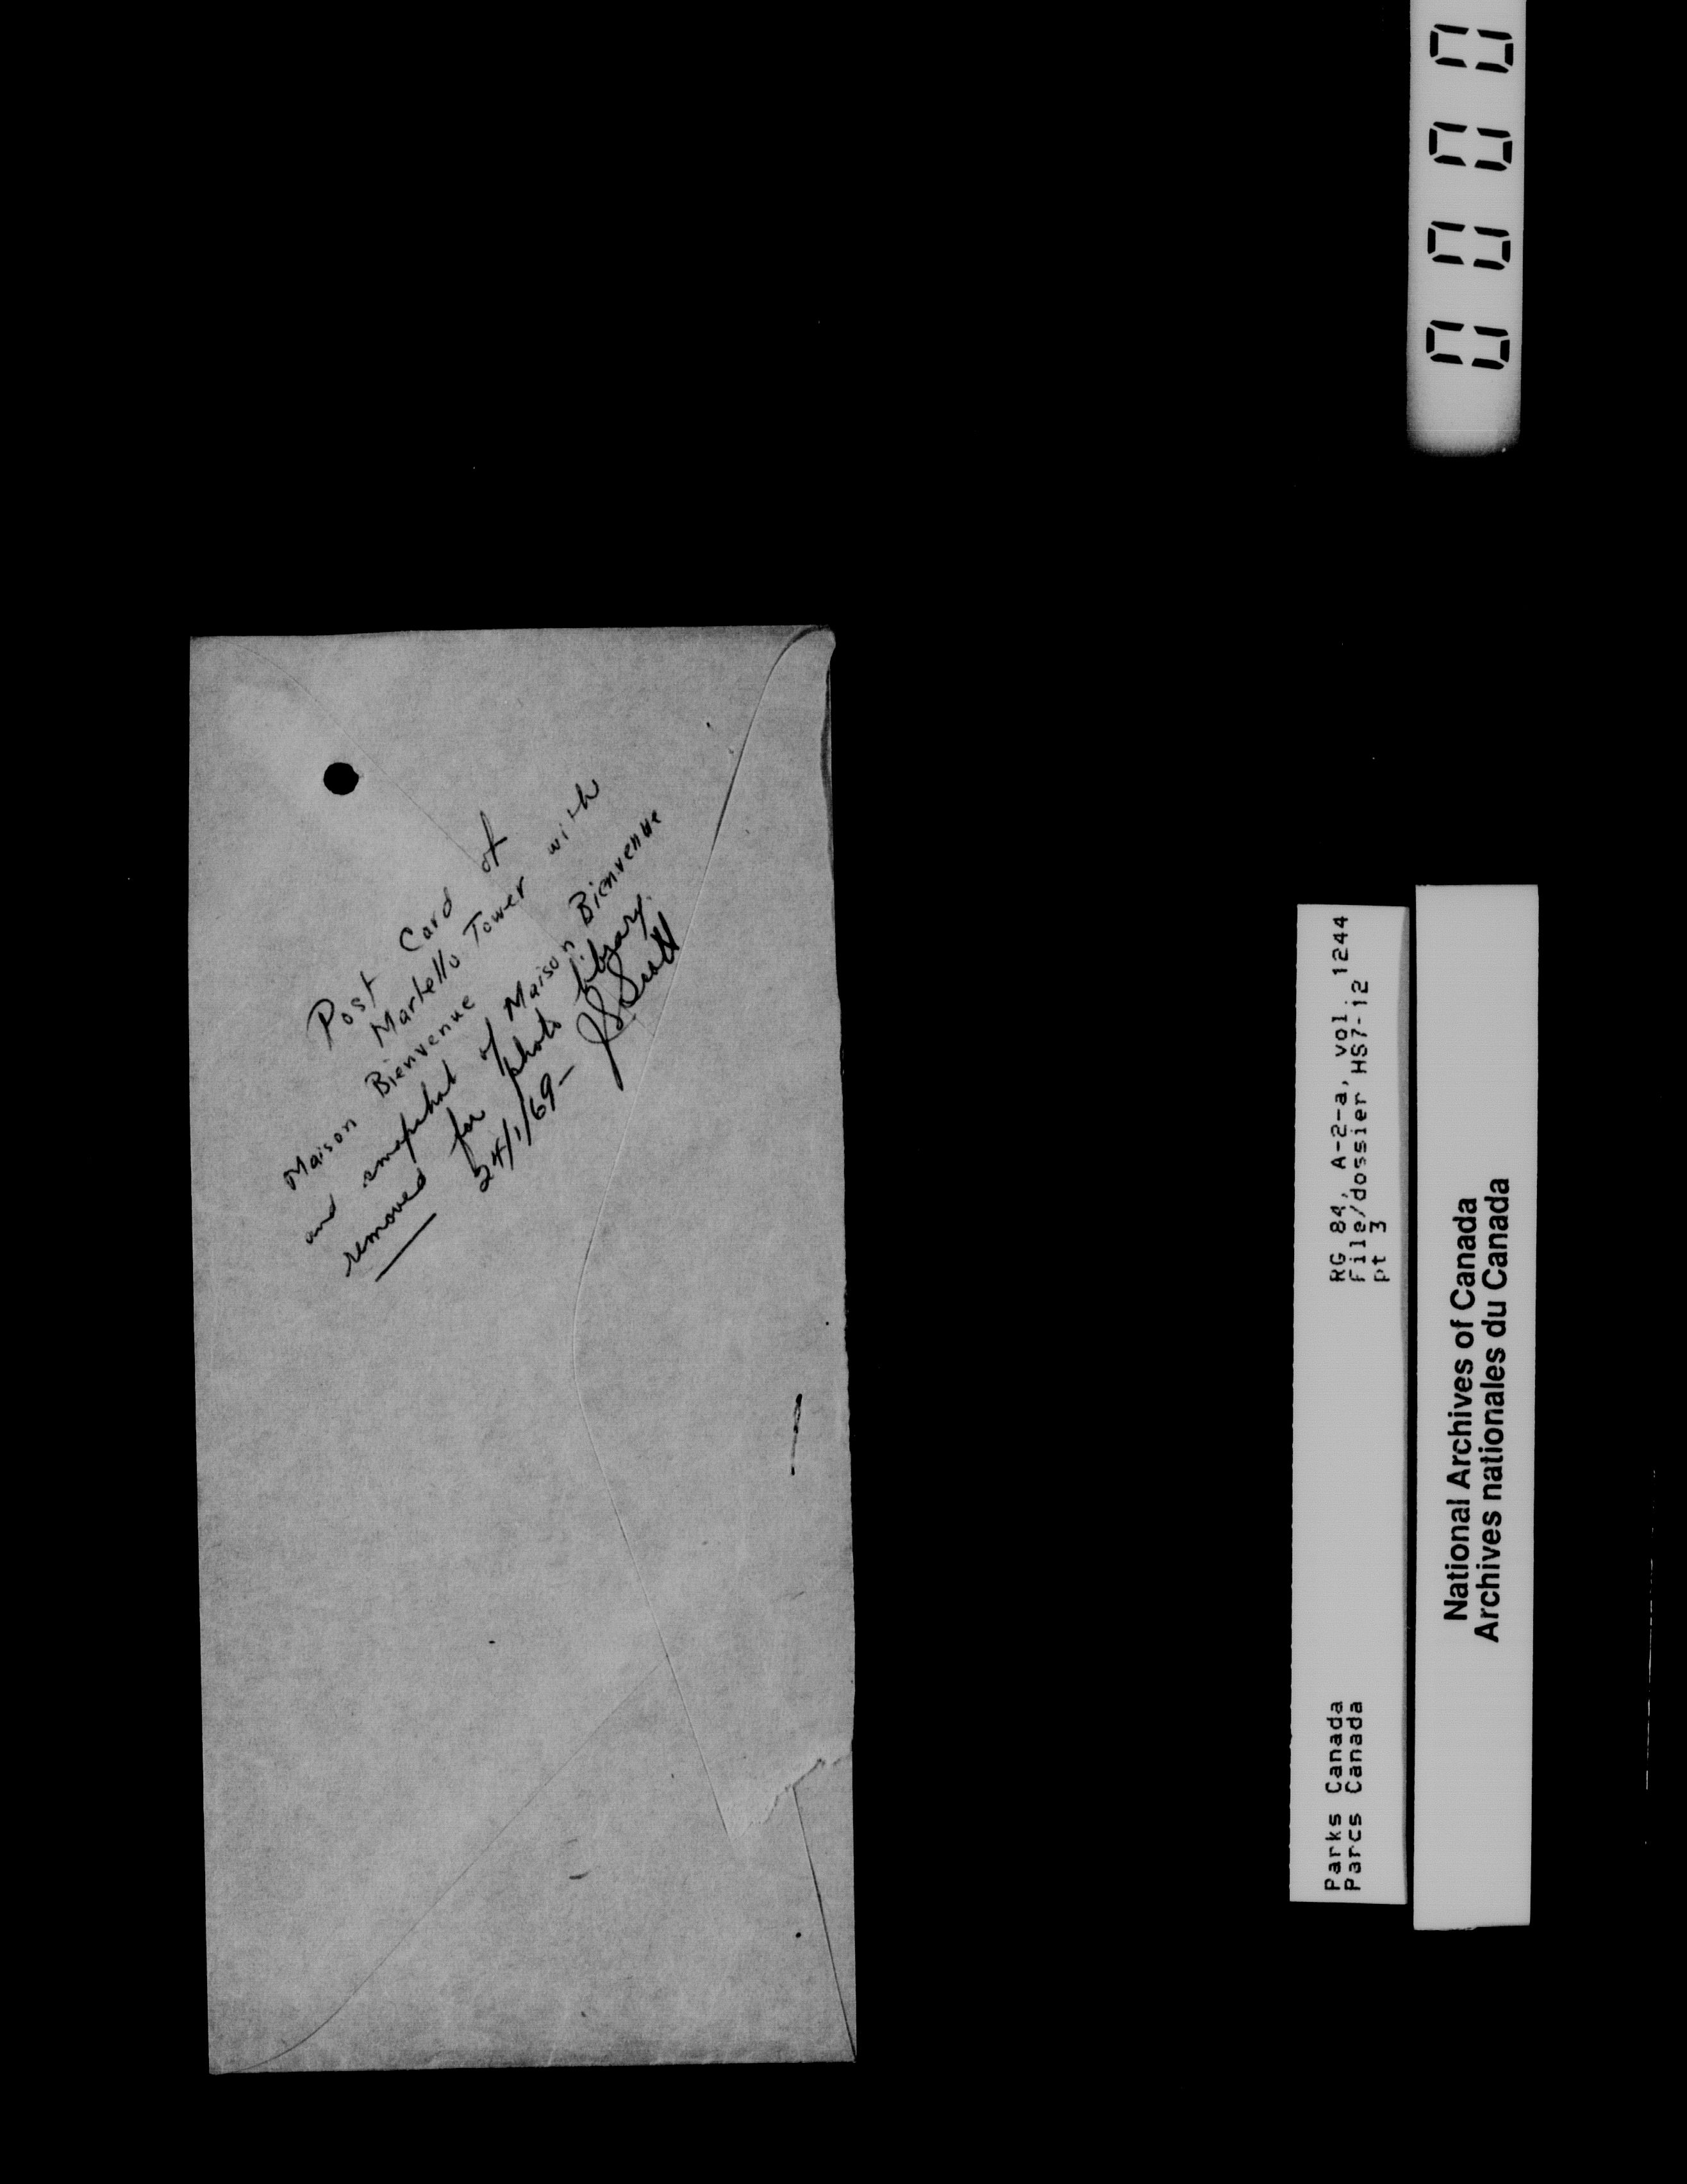 Post Card of
Martello Tower with
Maison Bienvenue
and snapshot of Maison Bienvenue
removed for photo library.
24/1/69 - JSScott
Parks Canada
Parcs Canada
RG 84, A-2-a, vol. 1244
File/dossier HS7-12
pt 3
National Archives of Canada
Archives nationales du Canada
0000